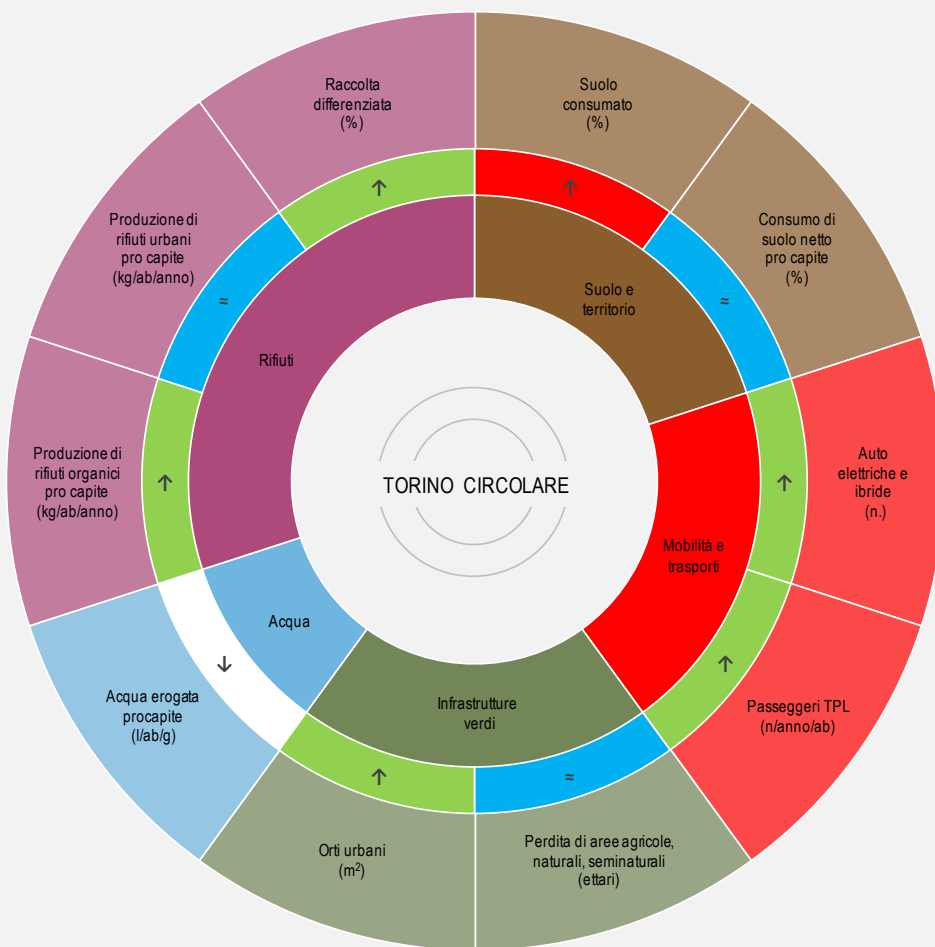 Raccolta
differenziata
(%)
Suolo
consumato
(%)
↑
↑
Produzione di
rifiuti urbani
pro capite
(kg/ab/anno)
Consumo di
suolo netto
pro capite
(%)
≈
≈
Suolo e
territorio
Rifiuti
Produzione di
rifiuti organici
pro capite
(kg/ab/anno)
↑
TORINO CIRCOLARE
↑
Auto
elettriche e
ibride
(n.)
Mobilità e
trasporti
Acqua
↓
↑
Acqua erogata
procapite
(l/ab/g)
Infrastrutture
verdi
Passeggeri TPL
(n/anno/ab)
↑
≈
Orti urbani
(m²)
Perdita di aree agricole,
naturali, seminaturali
(ettari)